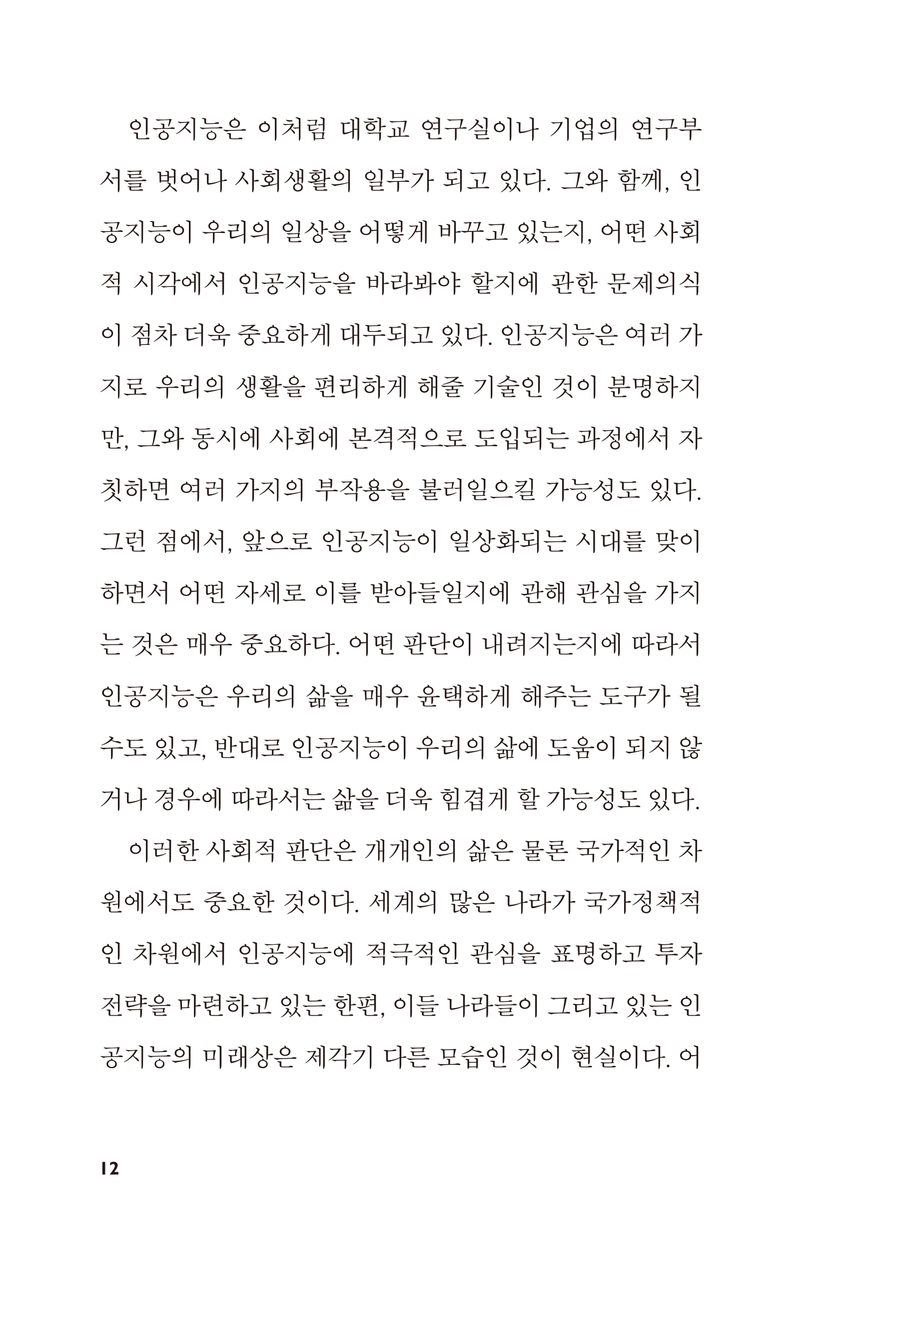 인공지능은 이처럼 대학교 연구실이나 기업의 연구부
서를 벗어나 사회생활의 일부가 되고 있다. 그와 함께, 인
공지능이 우리의 일상을 어떻게 바꾸고 있는지, 어떤 사회
적 시각에서 인공지능을 바라봐야 할지에 관한 문제의식
이 점차 더욱 중요하게 대두되고 있다. 인공지능은 여러 가
지로 우리의 생활을 편리하게 해줄 기술인 것이 분명하지
만, 그와 동시에 사회에 본격적으로 도입되는 과정에서 자
칫하면 여러 가지의 부작용을 불러일으킬 가능성도 있다.
그런 점에서, 앞으로 인공지능이 일상화되는 시대를 맞이
하면서 어떤 자세로 이를 받아들일지에 관해 관심을 가지
는 것은 매우 중요하다. 어떤 판단이 내려지는지에 따라서
인공지능은 우리의 삶을 매우 윤택하게 해주는 도구가 될
수도 있고, 반대로 인공지능이 우리의 삶에 도움이 되지 않
거나 경우에 따라서는 삶을 더욱 힘겹게 할 가능성도 있다.
이러한 사회적 판단은 개개인의 삶은 물론 국가적인 차
원에서도 중요한 것이다. 세계의 많은 나라가 국가정책적
인 차원에서 인공지능에 적극적인 관심을 표명하고 투자
전략을 마련하고 있는 한편, 이들 나라들이 그리고 있는 인
공지능의 미래상은 제각기 다른 모습인 것이 현실이다. 어
12